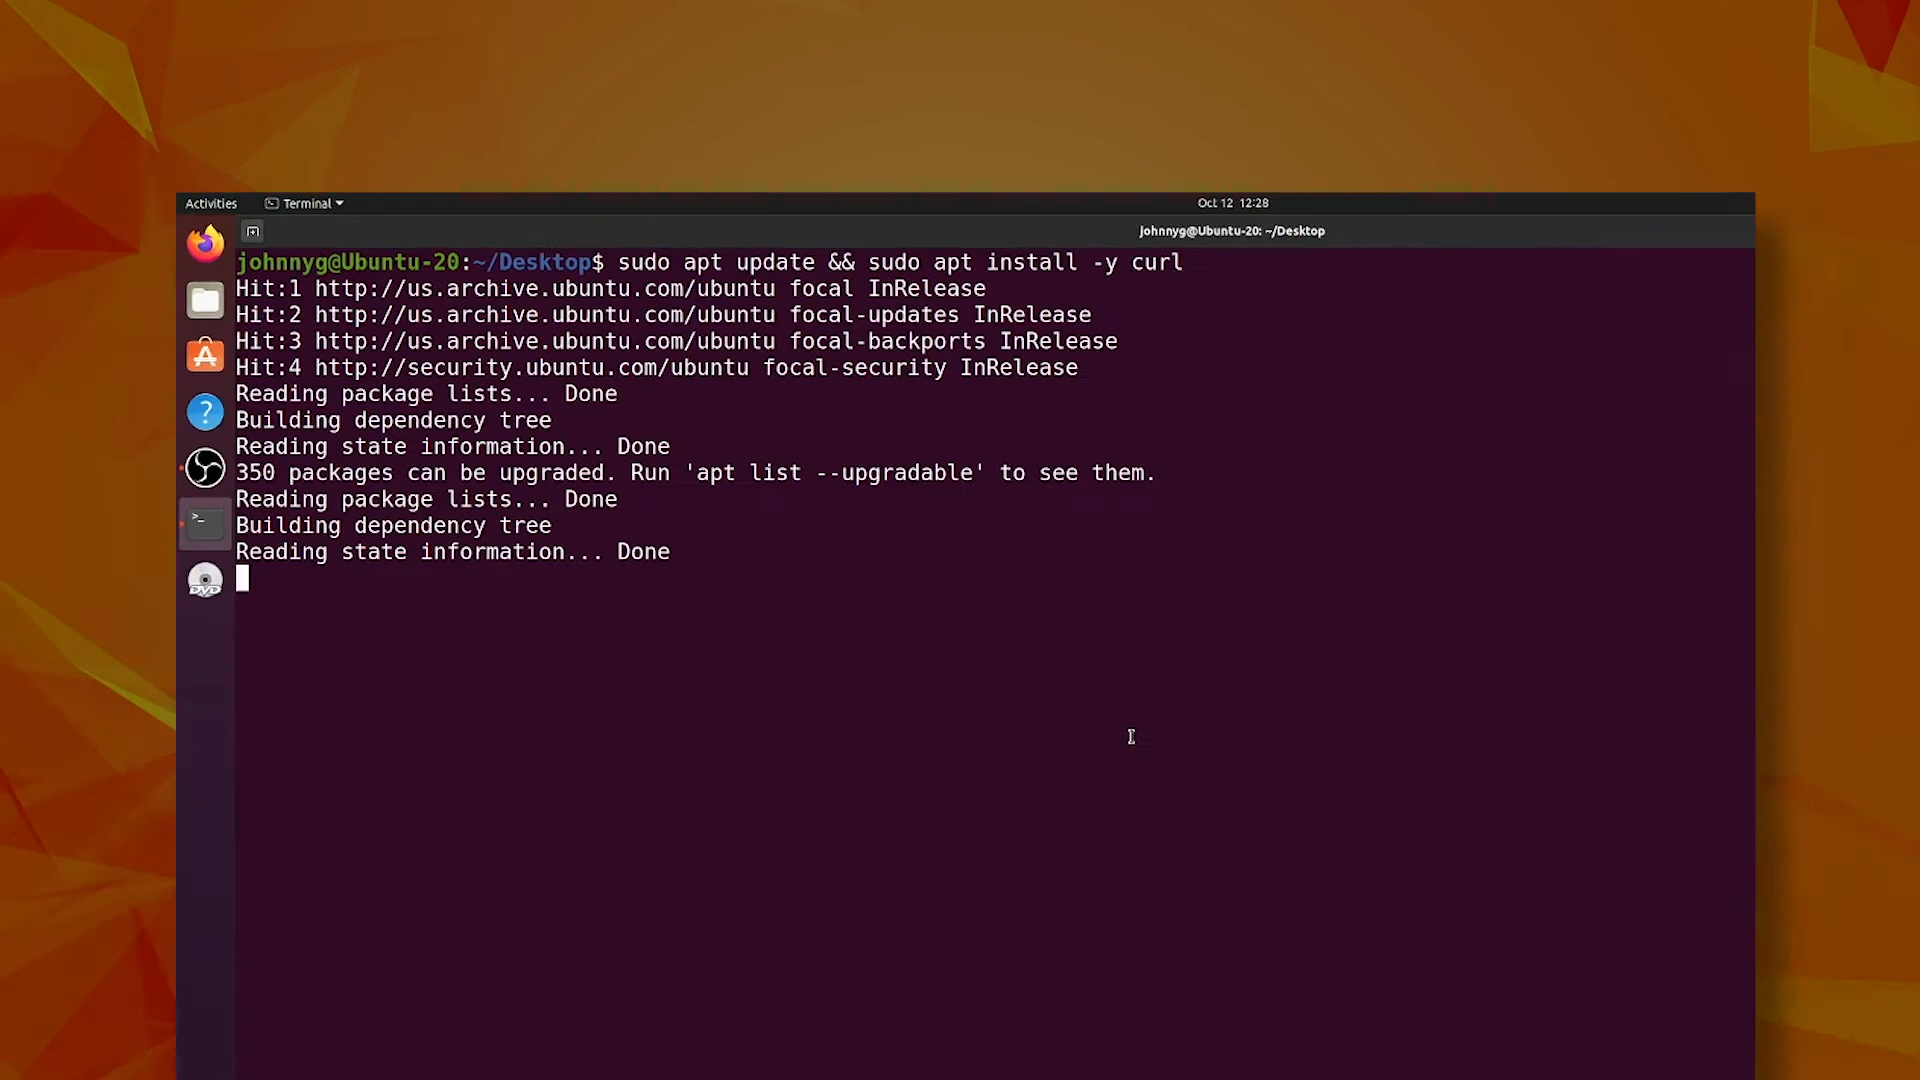 Activities Terminal Oct 12 12:28
johnnyg@Ubuntu-20: ~/Desktop
johnnyg@Ubuntu-20:~/Desktop$ sudo apt update && sudo apt install -y curl
Hit:1 http://us.archive.ubuntu.com/ubuntu focal InRelease
Hit:2 http://us.archive.ubuntu.com/ubuntu focal-updates InRelease
Hit:3 http://us.archive.ubuntu.com/ubuntu focal-backports InRelease
Hit:4 http://security.ubuntu.com/ubuntu focal-security InRelease
Reading package lists... Done
Building dependency tree
Reading state information... Done
350 packages can be upgraded. Run 'apt list --upgradable' to see them.
Reading package lists... Done
Building dependency tree
Reading state information... Done
DVD